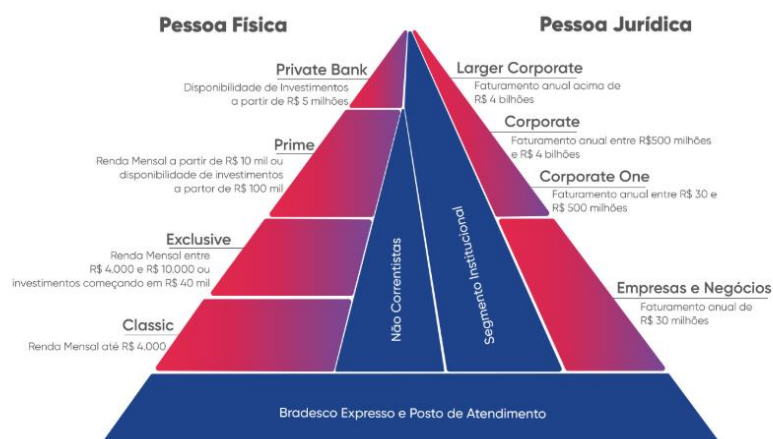 Pessoa Física
Private Bank
Disponibilidade de Investimentos
a partir de R$ 5 milhões
Prime
Renda Mensal a partir de R$ 10 mil ou
disponibilidade de investimentos
a partor de R$ 100 mil
Exclusive
Renda Mensal entre
R$ 4.000 e R$ 10.000 ou
investimentos começando em R$ 40 mil
Classic
Renda Mensal até R$ 4.000
Não Correntistas
Segmento Institucional
Pessoa Jurídica
Larger Corporate
Faturamento anual acima de
R$ 4 bilhões
Corporate
Faturamento anual entre R$500 milhões
e R$ 4 bilhões
Corporate One
Faturamento anual entre R$ 30 e
R$ 500 milhões
Empresas e Negócios
Faturamento anual de
R$ 30 milhões
Bradesco Expresso e Posto de Atendimento